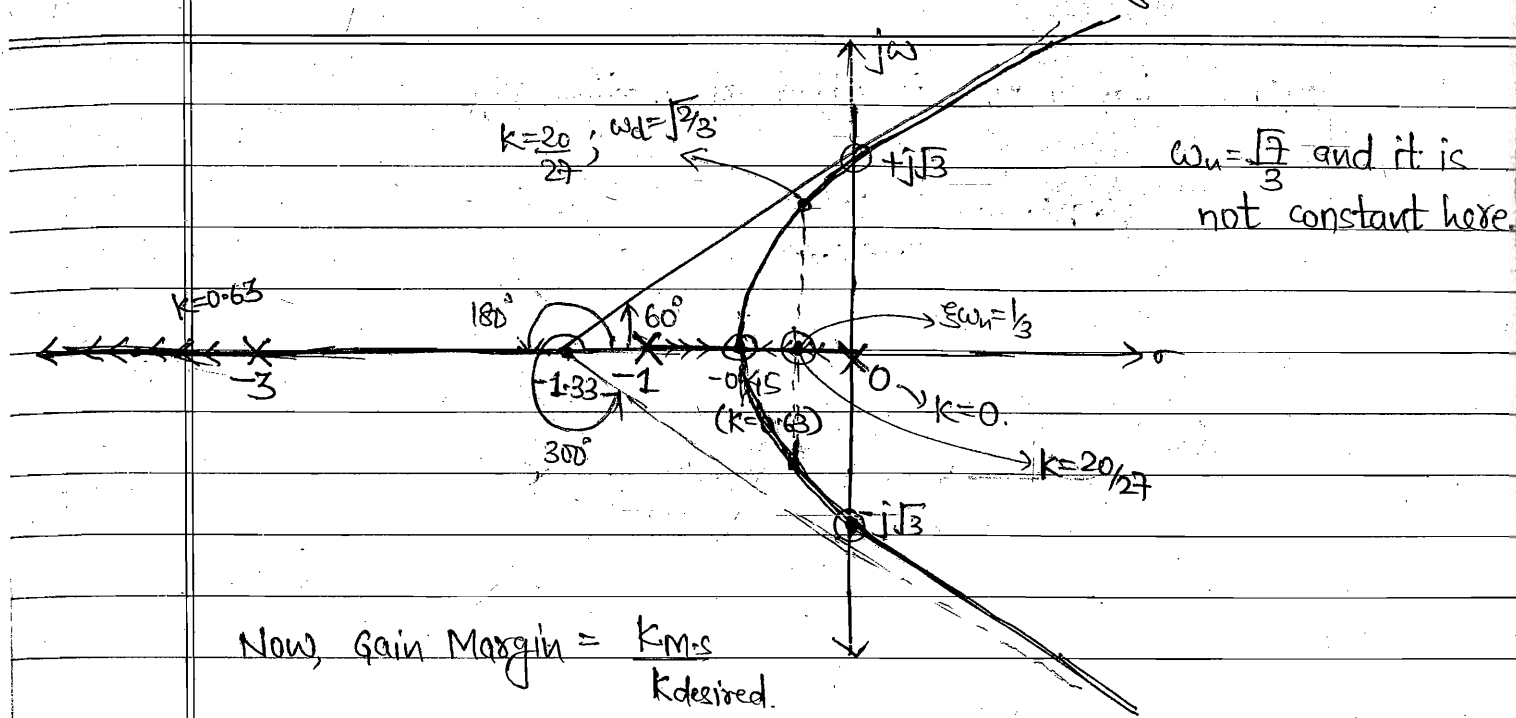 jω
K=20/27 ; ωd=√2/3
+j√3
ωn=√7/3 and it is
not constant here.
K=0.63
180°
60°
ξωn=1/3
σ
-3
-1.33
-1
-0.45
0
K=0.
(K=0.63)
300°
K=20/27
-j√3
Now, Gain Margin = KM.S / Kdesired.